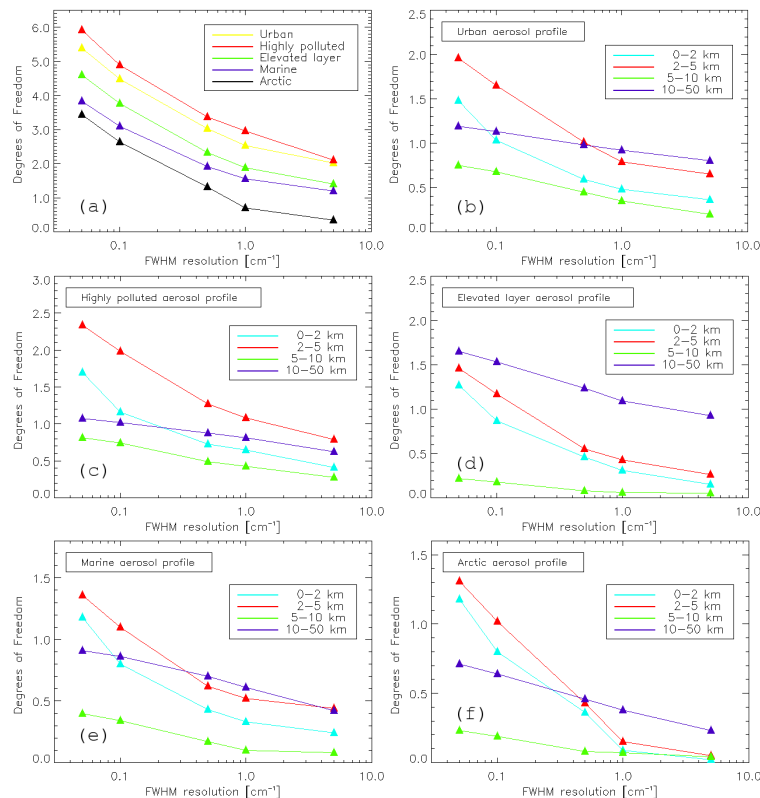 6.0
5.0
4.0
3.0
2.0
1.0
0.0
Degrees of Freedom
Urban
Highly polluted
Elevated layer
Marine
Arctic
(a)
0.1
1.0
10.0
FWHM resolution [cm⁻¹]
2.5
2.0
1.5
1.0
0.5
0.0
Degrees of Freedom
Urban aerosol profile
0−2 km
2−5 km
5−10 km
10−50 km
(b)
0.1
1.0
10.0
FWHM resolution [cm⁻¹]
3.0
2.5
2.0
1.5
1.0
0.5
0.0
Degrees of Freedom
Highly polluted aerosol profile
0−2 km
2−5 km
5−10 km
10−50 km
(c)
0.1
1.0
10.0
FWHM resolution [cm⁻¹]
2.5
2.0
1.5
1.0
0.5
0.0
Degrees of Freedom
Elevated layer aerosol profile
0−2 km
2−5 km
5−10 km
10−50 km
(d)
0.1
1.0
10.0
FWHM resolution [cm⁻¹]
1.5
1.0
0.5
0.0
Degrees of Freedom
Marine aerosol profile
0−2 km
2−5 km
5−10 km
10−50 km
(e)
0.1
1.0
10.0
FWHM resolution [cm⁻¹]
1.5
1.0
0.5
0.0
Degrees of Freedom
Arctic aerosol profile
0−2 km
2−5 km
5−10 km
10−50 km
(f)
0.1
1.0
10.0
FWHM resolution [cm⁻¹]